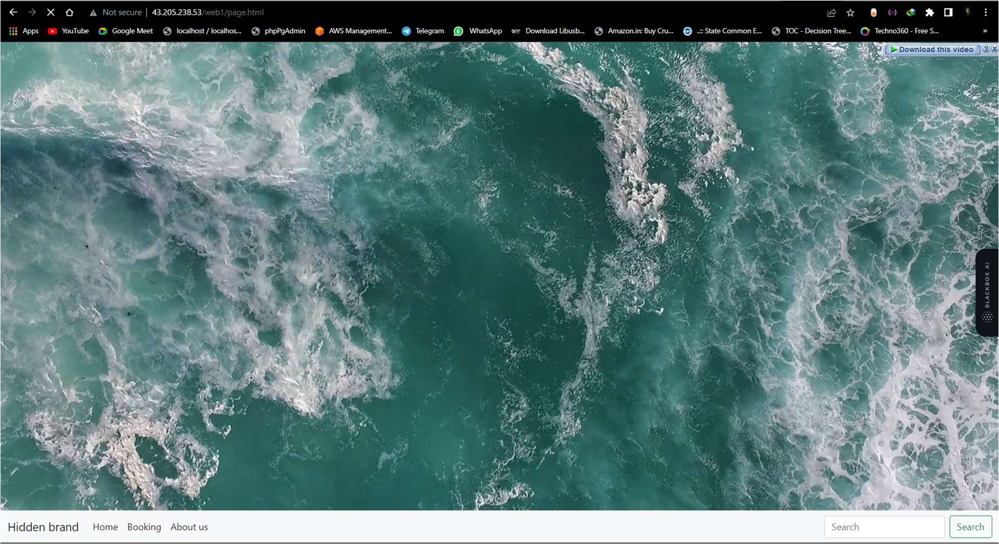 Not secure | 43.205.238.53/web1/page.html
Apps YouTube Google Meet localhost / localhos... phpPgAdmin AWS Management... Telegram 6 WhatsApp Download Libusb... Amazon.in: Buy Cru... ..:: State Common E... TOC - Decision Tree... Techno360 - Free S... »
Download this video ? X
BLACKBOX AI
Hidden brand Home Booking About us Search Search